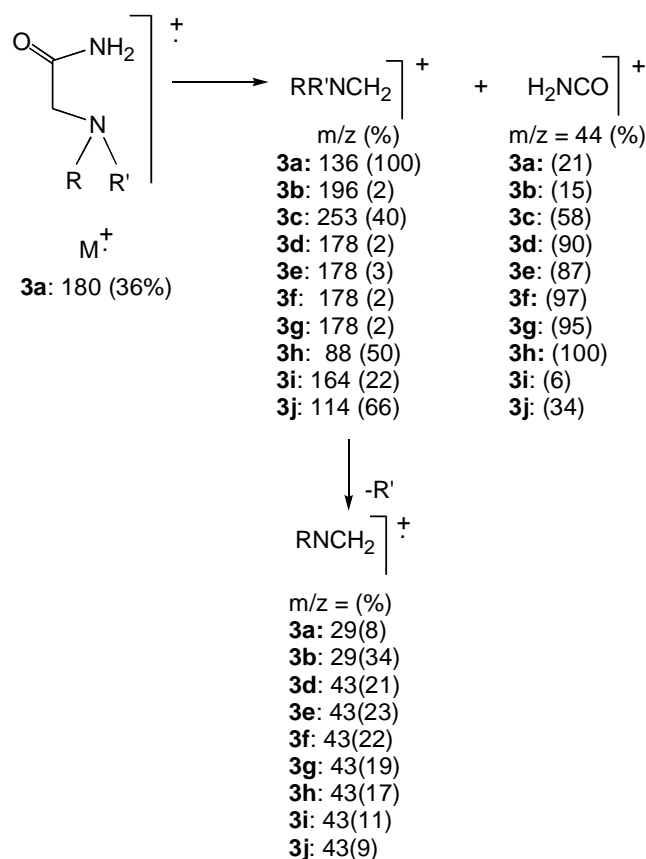 O
NH₂
N
R R'
+·
M+·
3a: 180 (36%)
RR'NCH₂
+
m/z (%)
3a: 136 (100)
3b: 196 (2)
3c: 253 (40)
3d: 178 (2)
3e: 178 (3)
3f: 178 (2)
3g: 178 (2)
3h: 88 (50)
3i: 164 (22)
3j: 114 (66)
+
H₂NCO
+
m/z = 44 (%)
3a: (21)
3b: (15)
3c: (58)
3d: (90)
3e: (87)
3f: (97)
3g: (95)
3h: (100)
3i: (6)
3j: (34)
-R'
RNCH₂
+·
m/z = (%)
3a: 29(8)
3b: 29(34)
3d: 43(21)
3e: 43(23)
3f: 43(22)
3g: 43(19)
3h: 43(17)
3i: 43(11)
3j: 43(9)